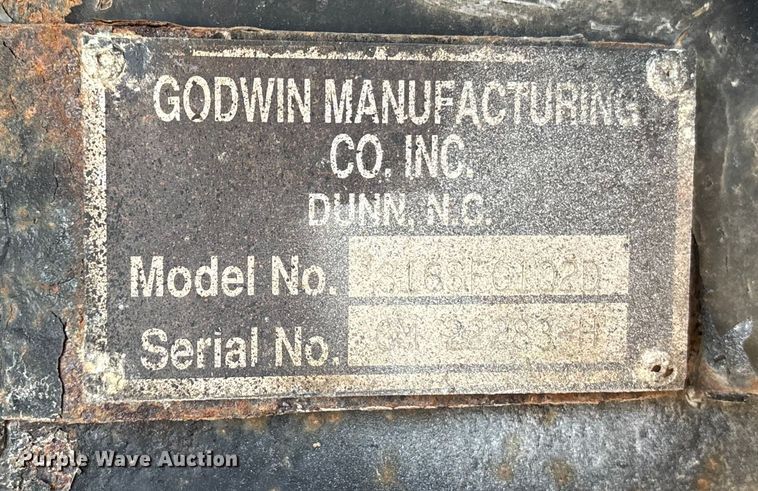 GODWIN MANUFACTURING
CO. INC.
DUNN, N.C.
Model No.
Serial No.
Purple Wave Auction